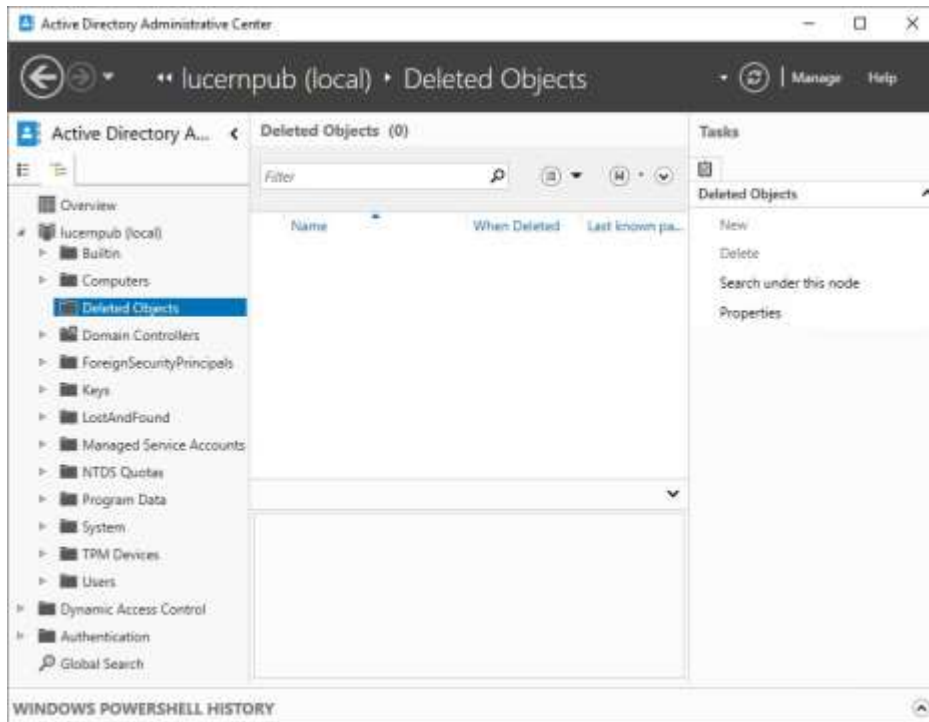 Active Directory Administrative Center
lucernpub (local) • Deleted Objects
Manage
Help
Active Directory A...
Overview
lucernpub (local)
Builtin
Computers
Deleted Objects
Domain Controllers
ForeignSecurityPrincipals
Keys
LostAndFound
Managed Service Accounts
NTDS Quotas
Program Data
System
TPM Devices
Users
Dynamic Access Control
Authentication
Global Search
Deleted Objects (0)
Filter
Name When Deleted Last known pa...
Tasks
Deleted Objects
New
Delete
Search under this node
Properties
WINDOWS POWERSHELL HISTORY